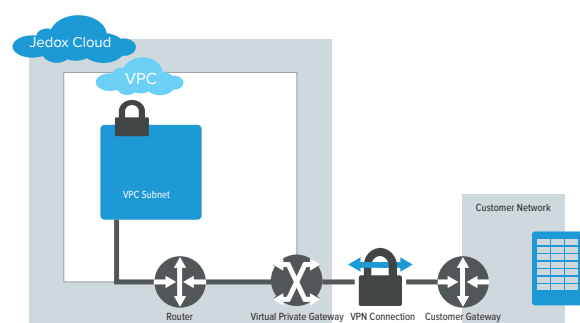 Jedox Cloud
VPC
VPC Subnet
Customer Network
Router
Virtual Private Gateway
VPN Connection
Customer Gateway